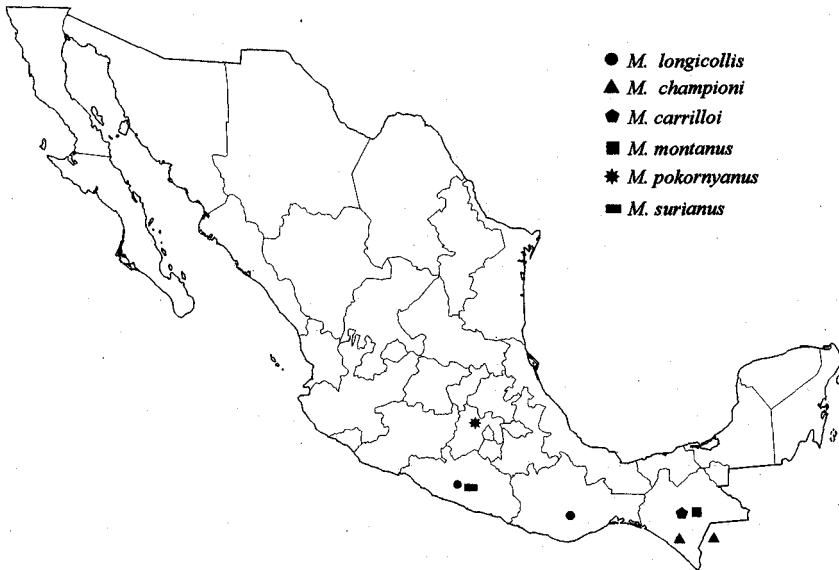 M. longicollis
M. championi
M. carrilloi
M. montanus
M. pokornyanus
M. surianus